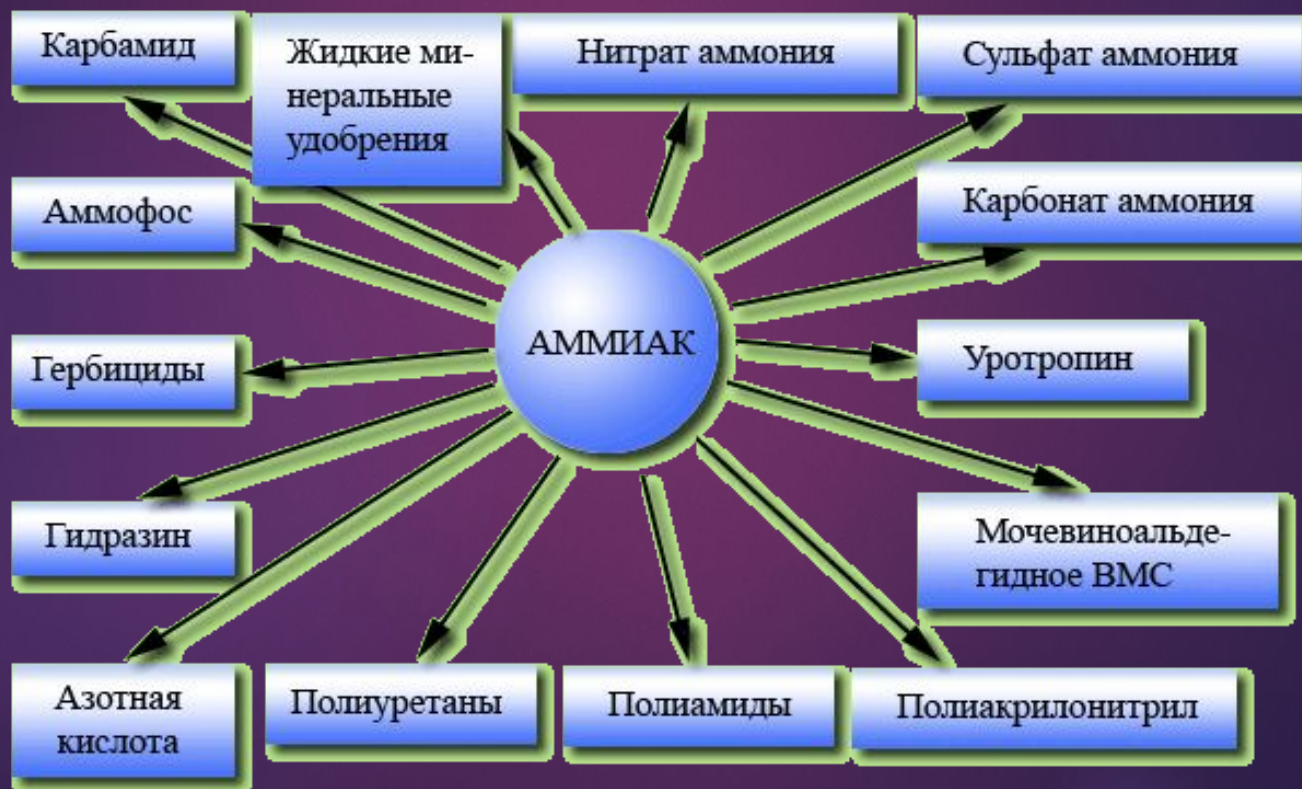 Карбамид
Жидкие ми-
неральные
удобрения
Нитрат аммония
Сульфат аммония
Аммофос
Карбонат аммония
АММИАК
Гербициды
Уротропин
Гидразин
Мочевиноальде-
гидное ВМС
Азотная
кислота
Полиуретаны
Полиамиды
Полиакрилонитрил